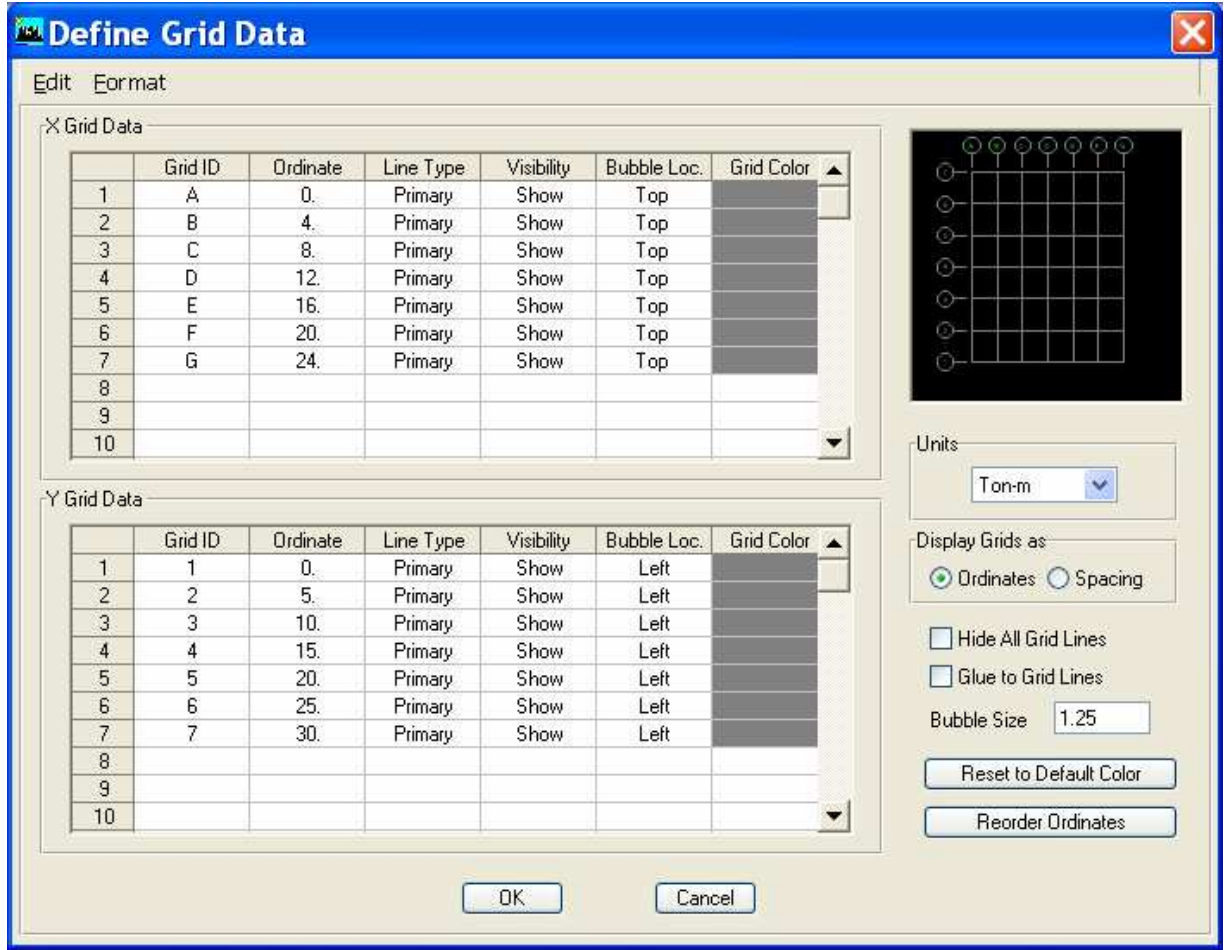 Define Grid Data
Edit Format
X Grid Data
Grid ID Ordinate Line Type Visibility Bubble Loc. Grid Color
1 A 0. Primary Show Top
2 B 4. Primary Show Top
3 C 8. Primary Show Top
4 D 12. Primary Show Top
5 E 16. Primary Show Top
6 F 20. Primary Show Top
7 G 24. Primary Show Top
8
9
10
Y Grid Data
Grid ID Ordinate Line Type Visibility Bubble Loc. Grid Color
1 1 0. Primary Show Left
2 2 5. Primary Show Left
3 3 10. Primary Show Left
4 4 15. Primary Show Left
5 5 20. Primary Show Left
6 6 25. Primary Show Left
7 7 30. Primary Show Left
8
9
10
Units
Ton-m
Display Grids as
Ordinates Spacing
Hide All Grid Lines
Glue to Grid Lines
Bubble Size 1.25
Reset to Default Color
Reorder Ordinates
OK Cancel